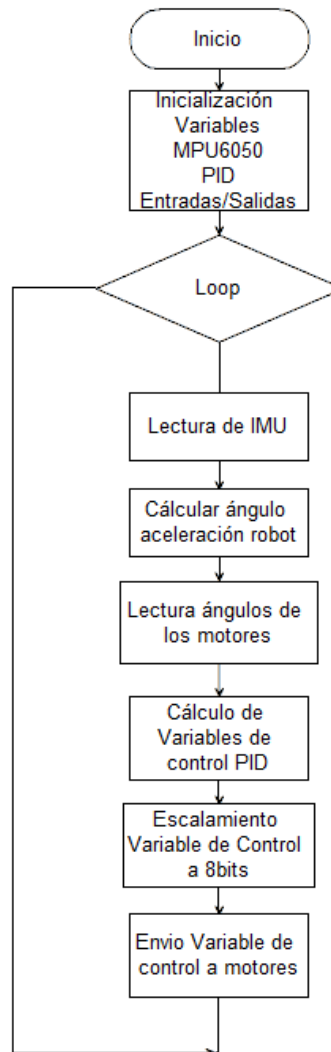 Inicio
Inicialización
Variables
MPU6050
PID
Entradas/Salidas
Loop
Lectura de IMU
Cálcular ángulo
aceleración robot
Lectura ángulos de
los motores
Cálculo de
Variables de
control PID
Escalamiento
Variable de Control
a 8bits
Envio Variable de
control a motores